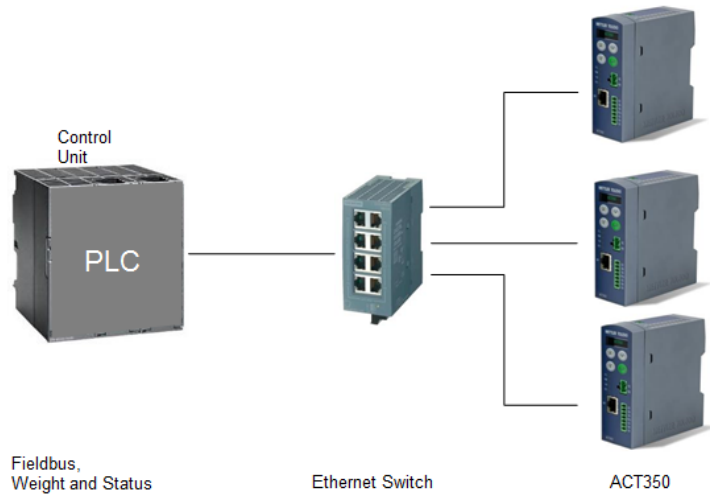 Control
Unit
PLC
Fieldbus,
Weight and Status
Ethernet Switch
ACT350